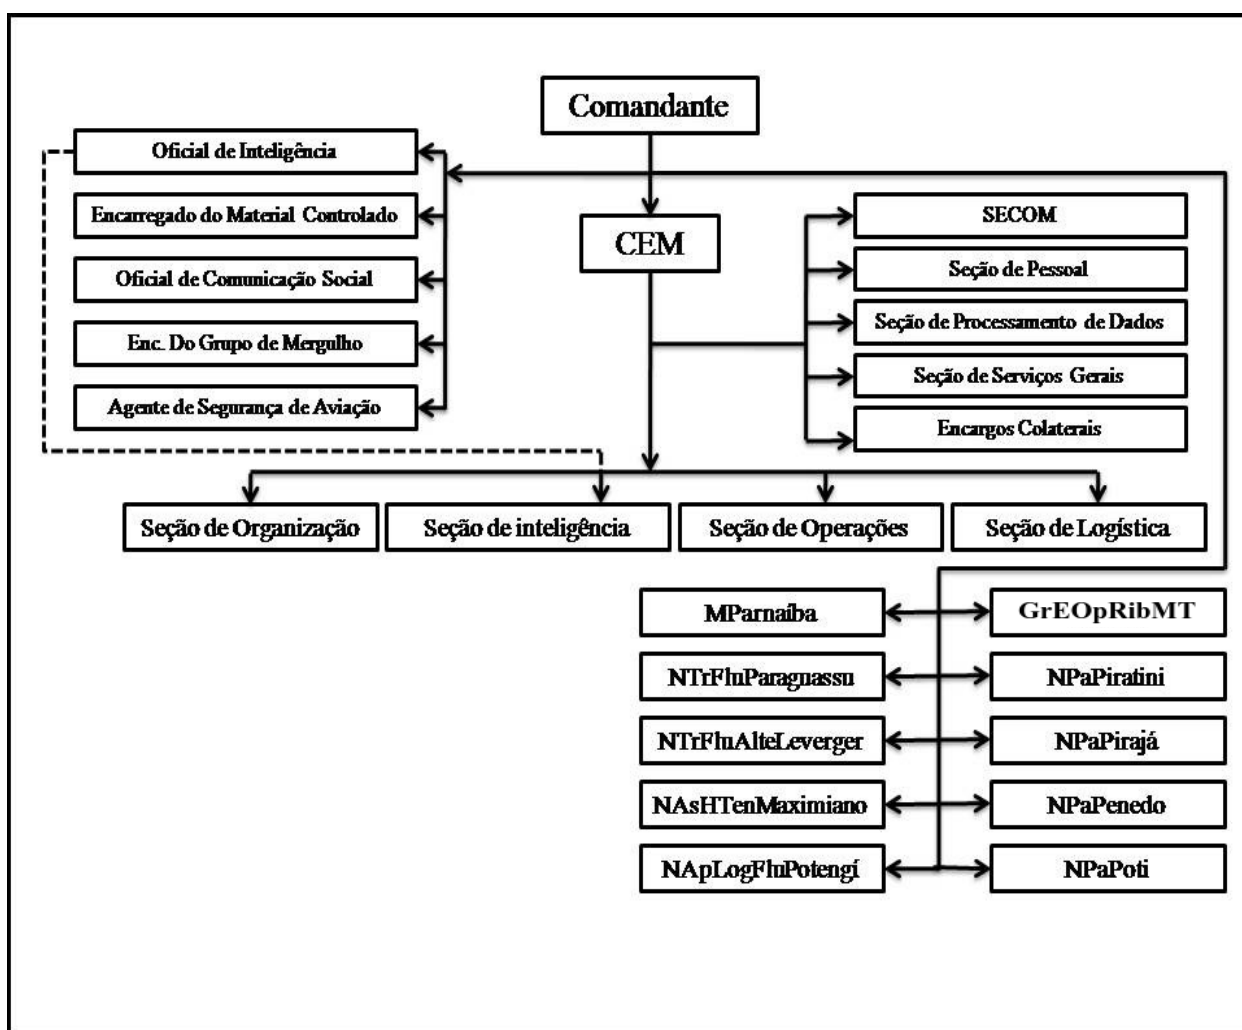 Comandante
Oficial de Inteligência
Encarregado do Material Controlado
Oficial de Comunicação Social
Enc. Do Grupo de Mergulho
Agente de Segurança de Aviação
CEM
SECOM
Seção de Pessoal
Seção de Processamento de Dados
Seção de Serviços Gerais
Encargos Colaterais
Seção de Organização
Seção de inteligência
Seção de Operações
Seção de Logística
MParnaíba
GrEOpRibMT
NTrFluParaguassu
NPaPiratini
NTrFluAlteLeverger
NPaPirajá
NAsHTenMaximiano
NPaPenedo
NApLogFluPotengí
NPaPoti